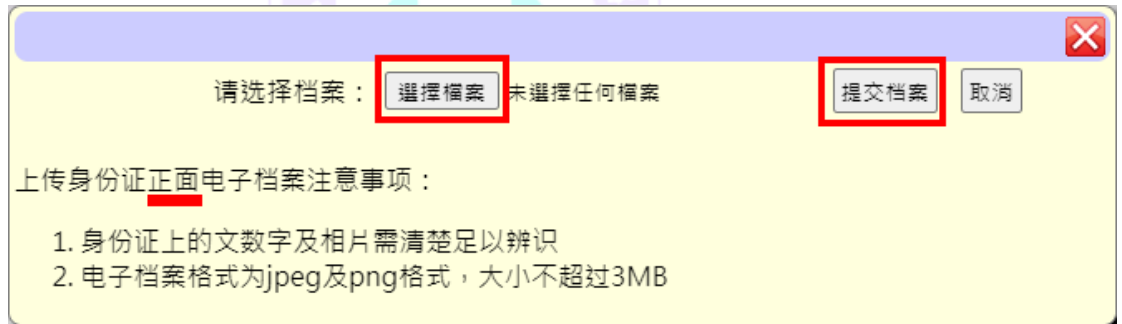 请选择档案： 選擇檔案 未選擇任何檔案 提交档案 取消
上传身份证正面电子档案注意事项：
1. 身份证上的文数字及相片需清楚足以辨识
2. 电子档案格式为jpeg及png格式，大小不超过3MB